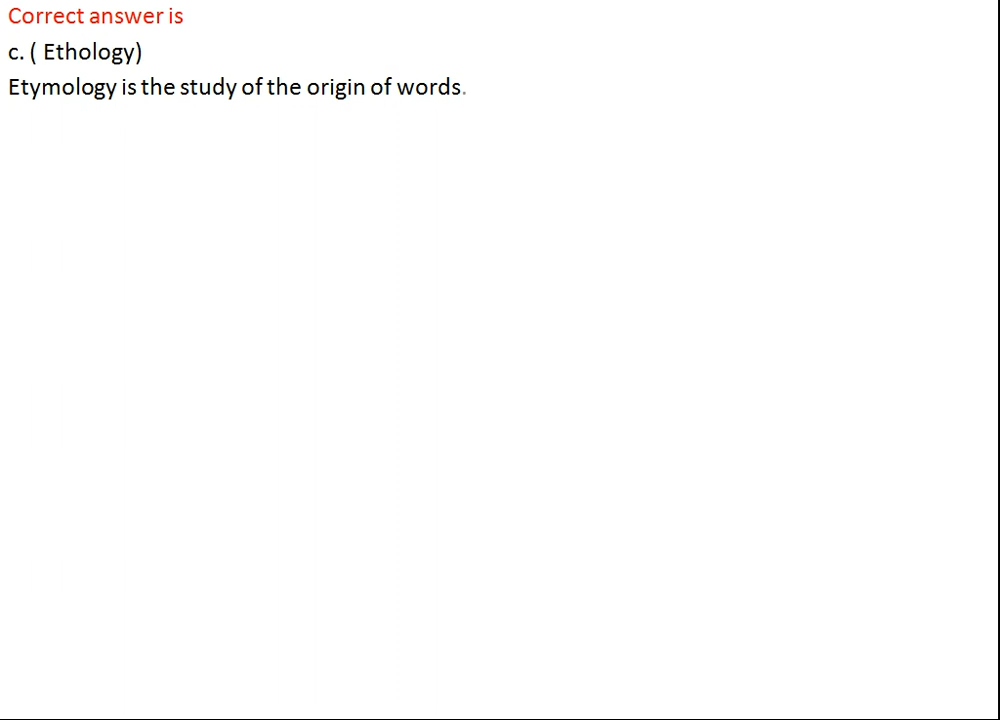 Correct answer is
c. ( Ethology)
Etymology is the study of the origin of words.